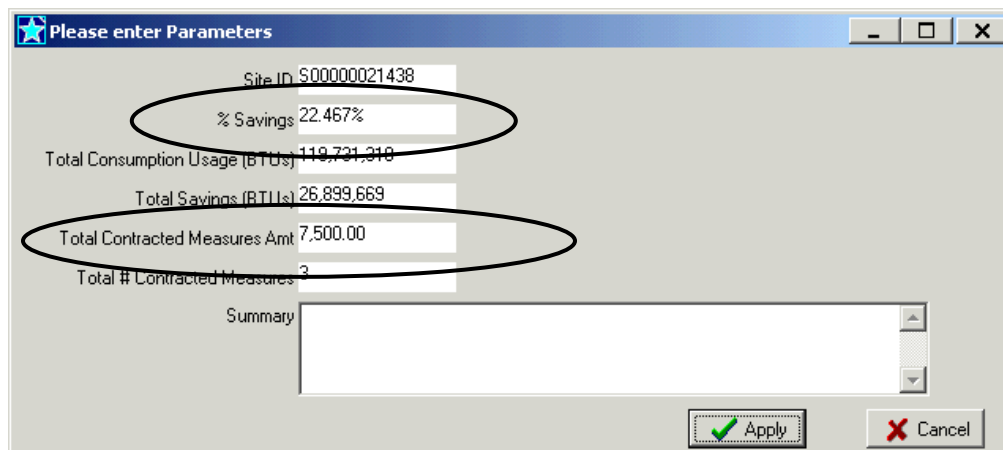 Please enter Parameters
Site ID S00000021438
% Savings 22.467%
Total Consumption Usage (BTUs) 119,731,318
Total Savings (BTUs) 26,899,669
Total Contracted Measures Amt 7,500.00
Total # Contracted Measures 3
Summary
Apply Cancel